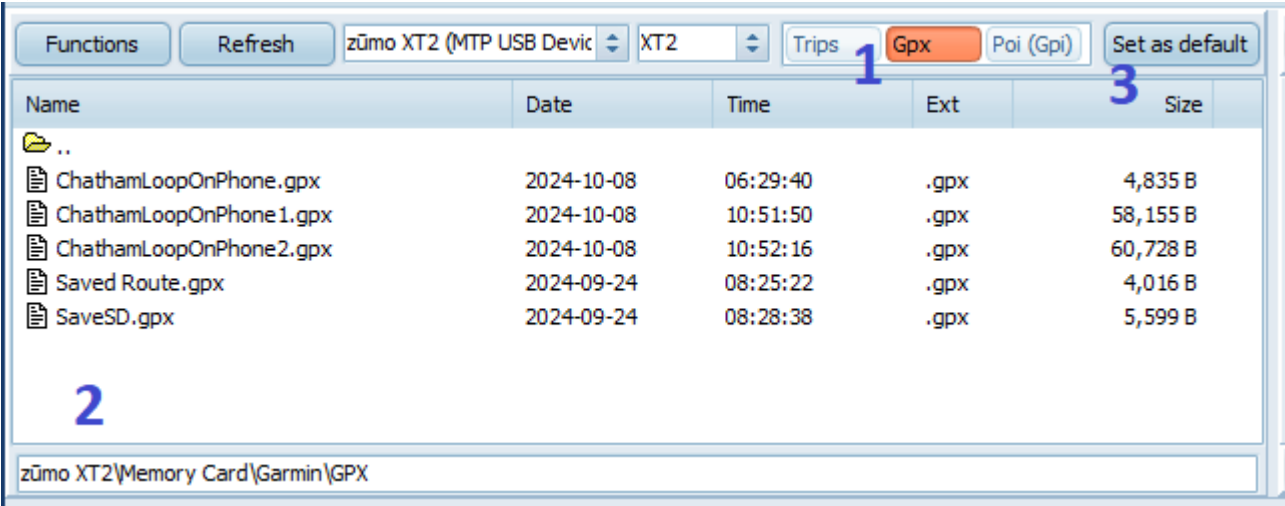 Functions Refresh zūmo XT2 (MTP USB Devic XT2 Trips 1 Gpx Poi (Gpi) Set as default
3
Name Date Time Ext Size
..
ChathamLoopOnPhone.gpx 2024-10-08 06:29:40 .gpx 4,835 B
ChathamLoopOnPhone1.gpx 2024-10-08 10:51:50 .gpx 58,155 B
ChathamLoopOnPhone2.gpx 2024-10-08 10:52:16 .gpx 60,728 B
Saved Route.gpx 2024-09-24 08:25:22 .gpx 4,016 B
SaveSD.gpx 2024-09-24 08:28:38 .gpx 5,599 B
2
zūmo XT2\Memory Card\Garmin\GPX